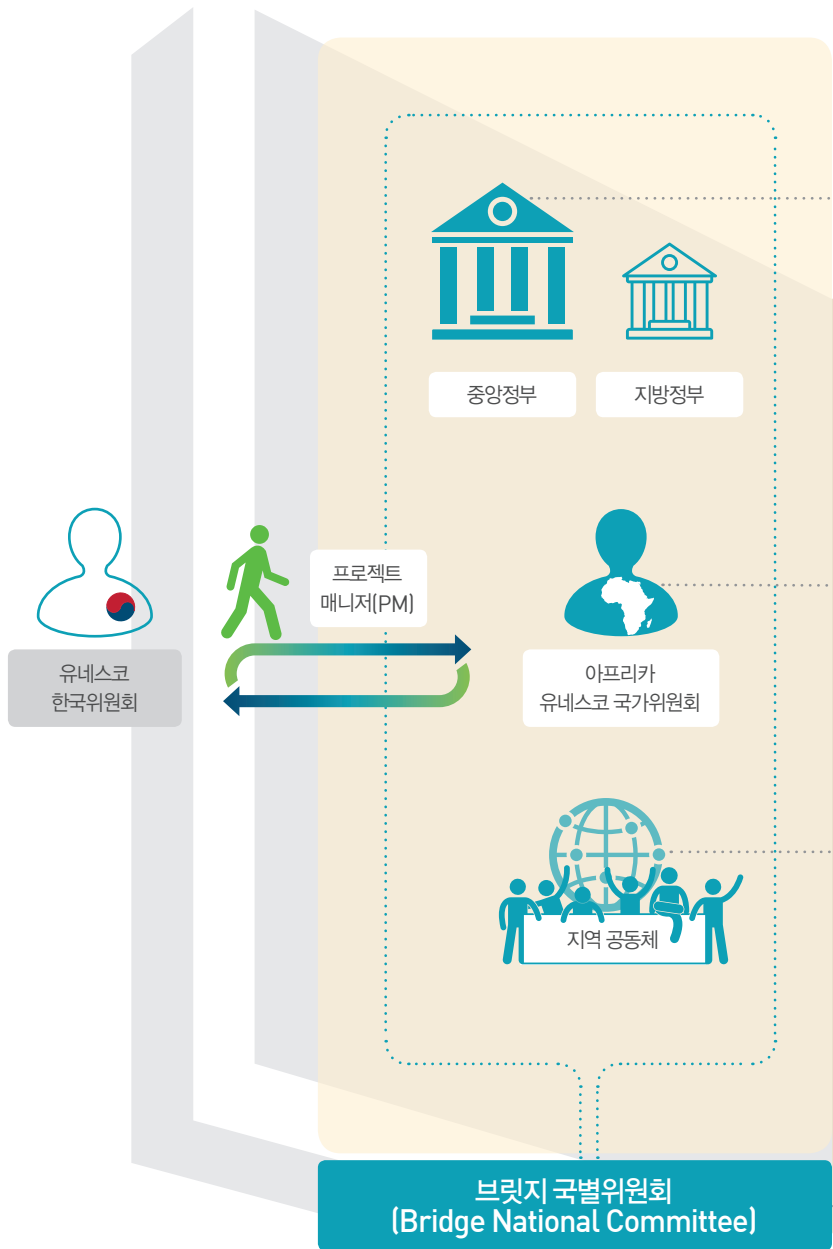 중앙정부
지방정부
프로젝트
매니저(PM)
유네스코
한국위원회
아프리카
유네스코 국가위원회
지역 공동체
브릿지 국별위원회
(Bridge National Committee)